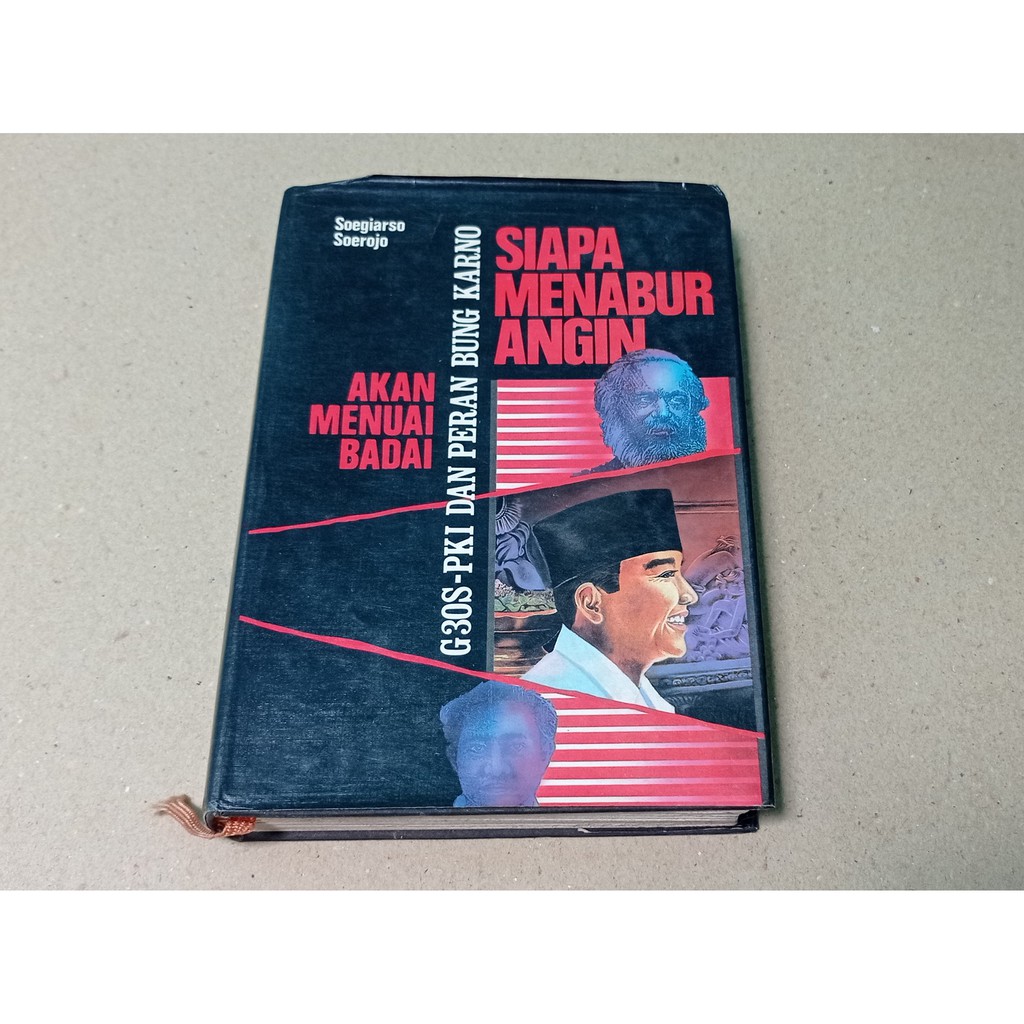 Soegiarso
Soerojo
SIAPA
MENABUR
ANGIN
AKAN
MENUAI
BADAI
G30S-PKI DAN PERAN BUNG KARNO